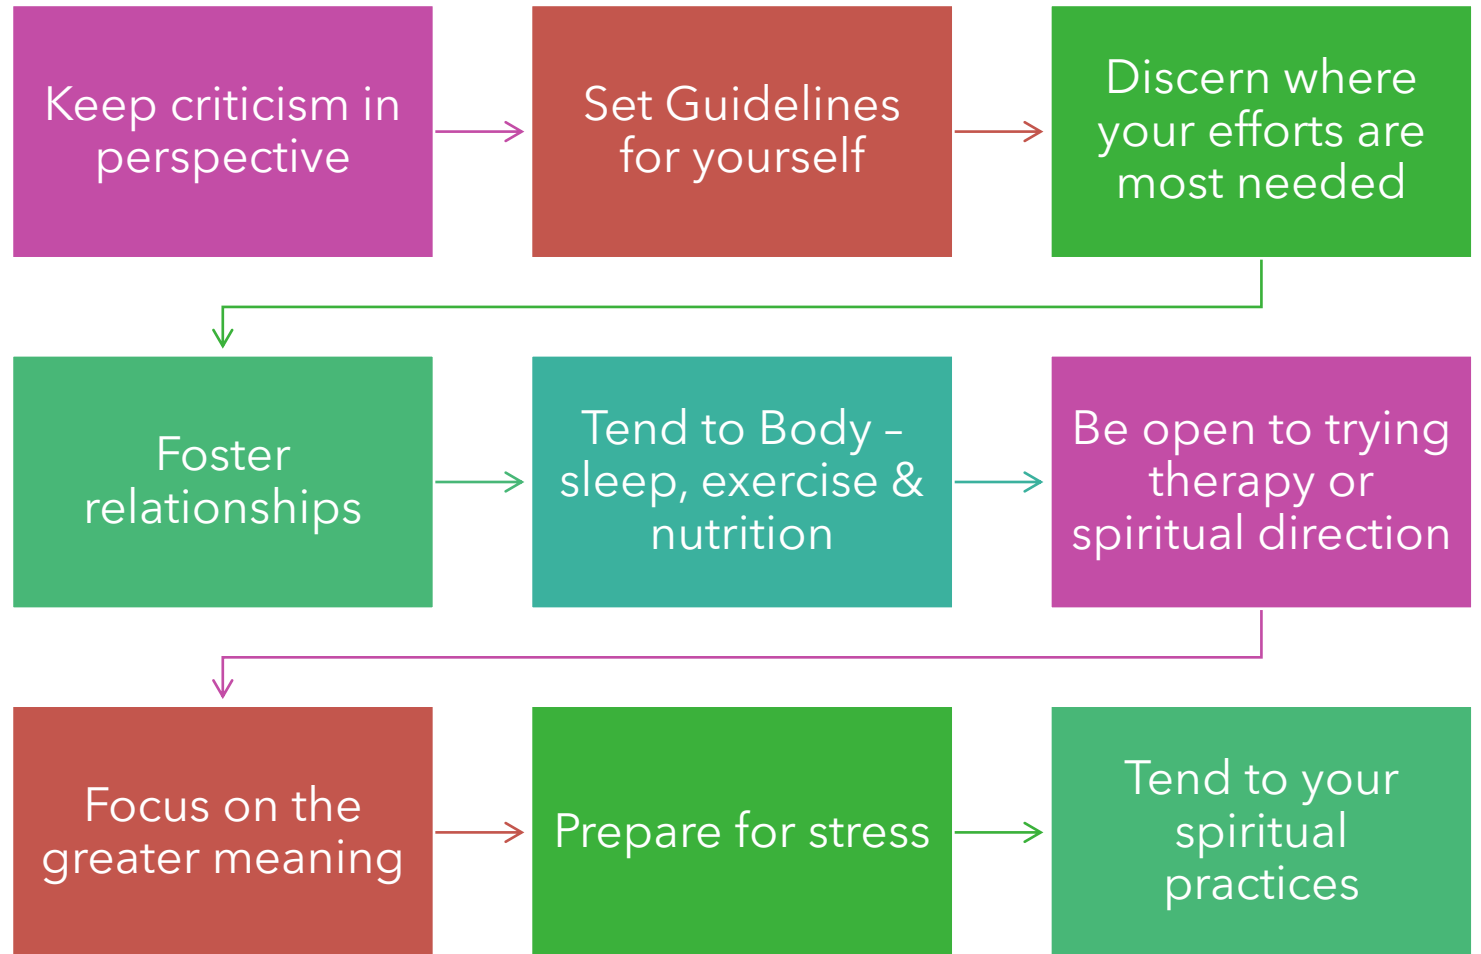 Keep criticism in
perspective
Set Guidelines
for yourself
Discern where
your efforts are
most needed
Foster
relationships
Tend to Body –
sleep, exercise &
nutrition
Be open to trying
therapy or
spiritual direction
Focus on the
greater meaning
Prepare for stress
Tend to your
spiritual
practices